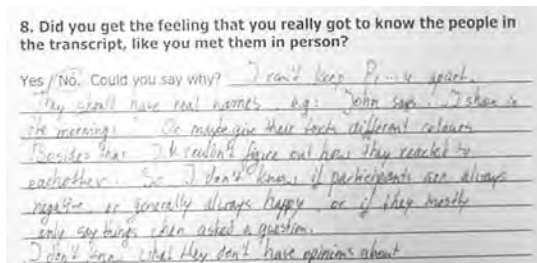 8. Did you get the feeling that you really got to know the people in
the transcript, like you met them in person?
Yes / No. Could you say why? I can't keep apart.
They should have real names e.g: John says, I shave in
the morning. Or maybe give their texts different colours
Besides that I couldn't figure out how they reacted to
eachother. So I don't know if participants are always
negative or generally always happy or if they mostly
only say things when asked a question.
I don't know what they don't have opinions about